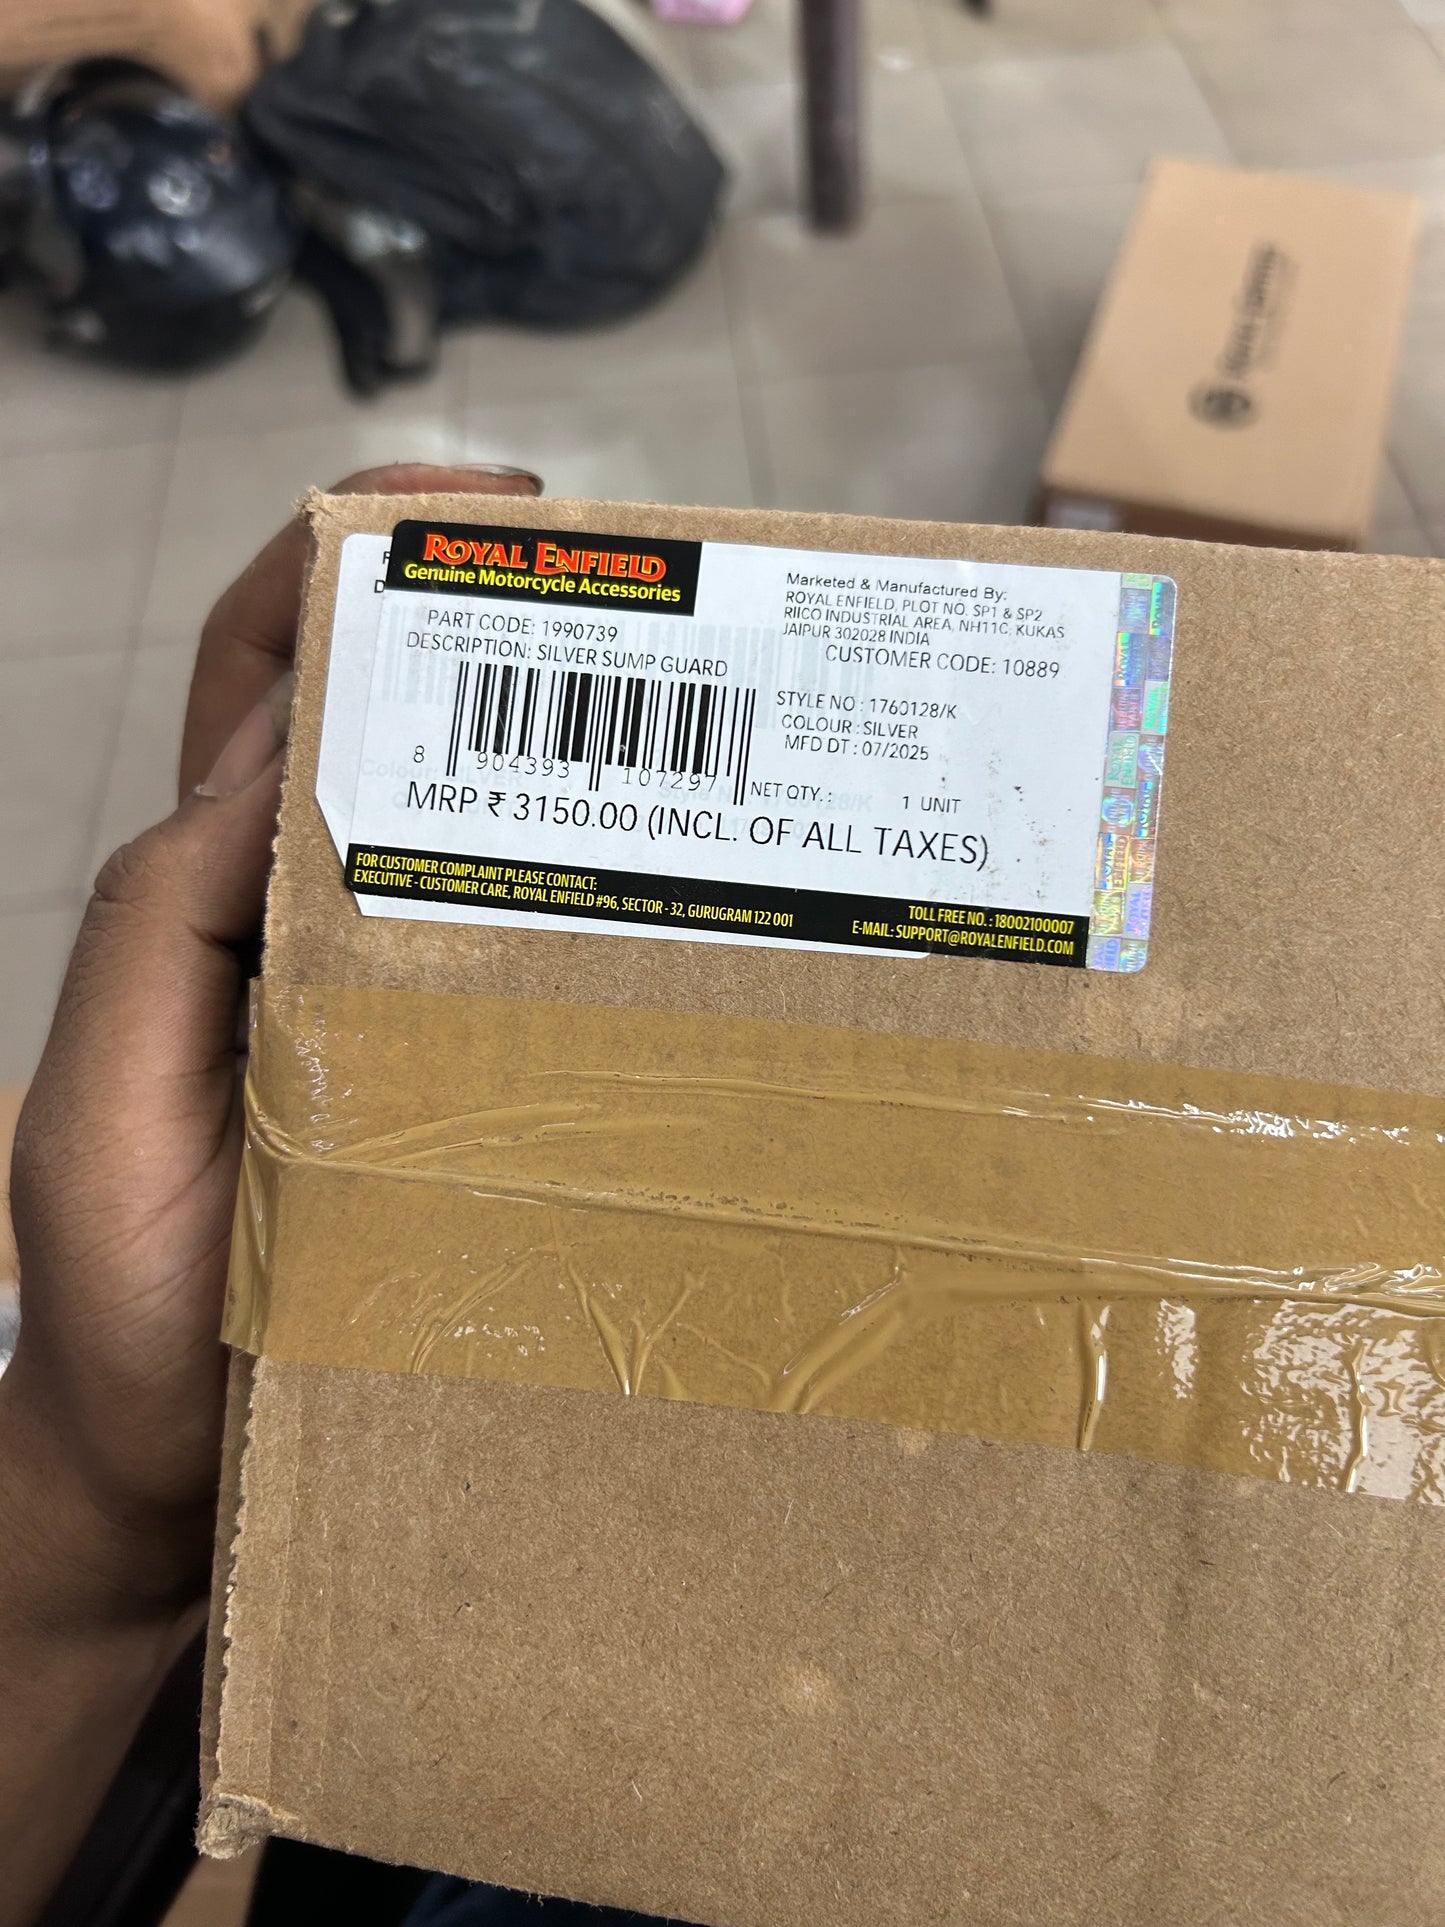 ROYAL ENFIELD
Genuine Motorcycle Accessories
PART CODE: 1990739
DESCRIPTION: SILVER SUMP GUARD
8 904393 107297
MRP ₹ 3150.00 (INCL. OF ALL TAXES)
Marketed & Manufactured By:
ROYAL ENFIELD, PLOT NO. SP1 & SP2
RIICO INDUSTRIAL AREA, NH11C, KUKAS
JAIPUR 302028 INDIA
CUSTOMER CODE: 10889
STYLE NO : 1760128/K
COLOUR : SILVER
MFD DT : 07/2025
NET QTY. : 1 UNIT
FOR CUSTOMER COMPLAINT PLEASE CONTACT:
EXECUTIVE - CUSTOMER CARE, ROYAL ENFIELD #96, SECTOR - 32, GURUGRAM 122 001
TOLL FREE NO. : 18002100007
E-MAIL: SUPPORT@ROYALENFIELD.COM